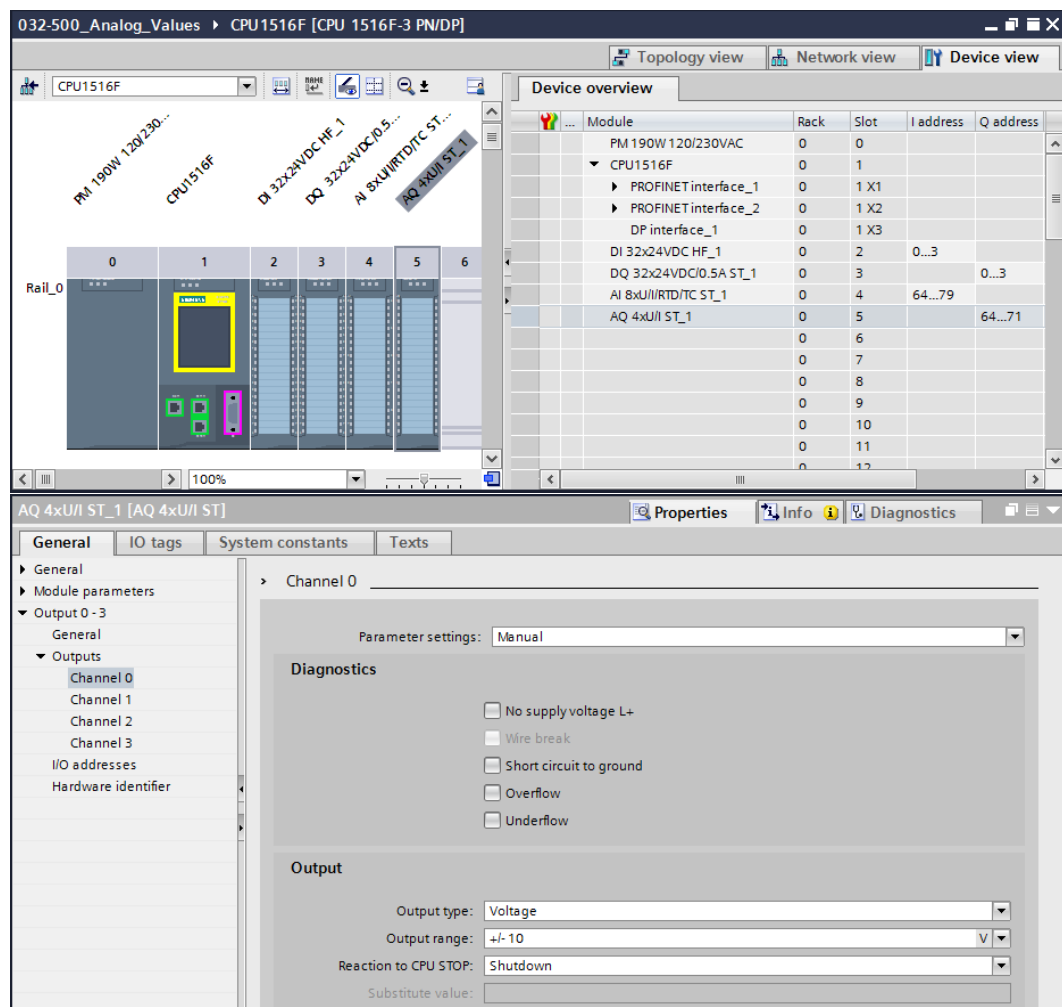 032-500_Analog_Values ▸ CPU1516F [CPU 1516F-3 PN/DP]
Topology view Network view Device view
CPU1516F
Device overview
PM 190W 120/230... CPU1516F DI 32x24VDC HF_1 DQ 32x24VDC/0.5... AI 8xU/I/RTD/TC ST... AQ 4xU/I ST_1
0 1 2 3 4 5 6
Rail_0
SIEMENS
100%
... Module Rack Slot I address Q address
PM 190W 120/230VAC 0 0
CPU1516F 0 1
PROFINET interface_1 0 1 X1
PROFINET interface_2 0 1 X2
DP interface_1 0 1 X3
DI 32x24VDC HF_1 0 2 0...3
DQ 32x24VDC/0.5A ST_1 0 3 0...3
AI 8xU/I/RTD/TC ST_1 0 4 64...79
AQ 4xU/I ST_1 0 5 64...71
0 6
0 7
0 8
0 9
0 10
0 11
0 12
AQ 4xU/I ST_1 [AQ 4xU/I ST]
Properties Info Diagnostics
General IO tags System constants Texts
General
Module parameters
Output 0 - 3
General
Outputs
Channel 0
Channel 1
Channel 2
Channel 3
I/O addresses
Hardware identifier
Channel 0
Parameter settings: Manual
Diagnostics
No supply voltage L+
Wire break
Short circuit to ground
Overflow
Underflow
Output
Output type: Voltage
Output range: +/- 10 V
Reaction to CPU STOP: Shutdown
Substitute value: